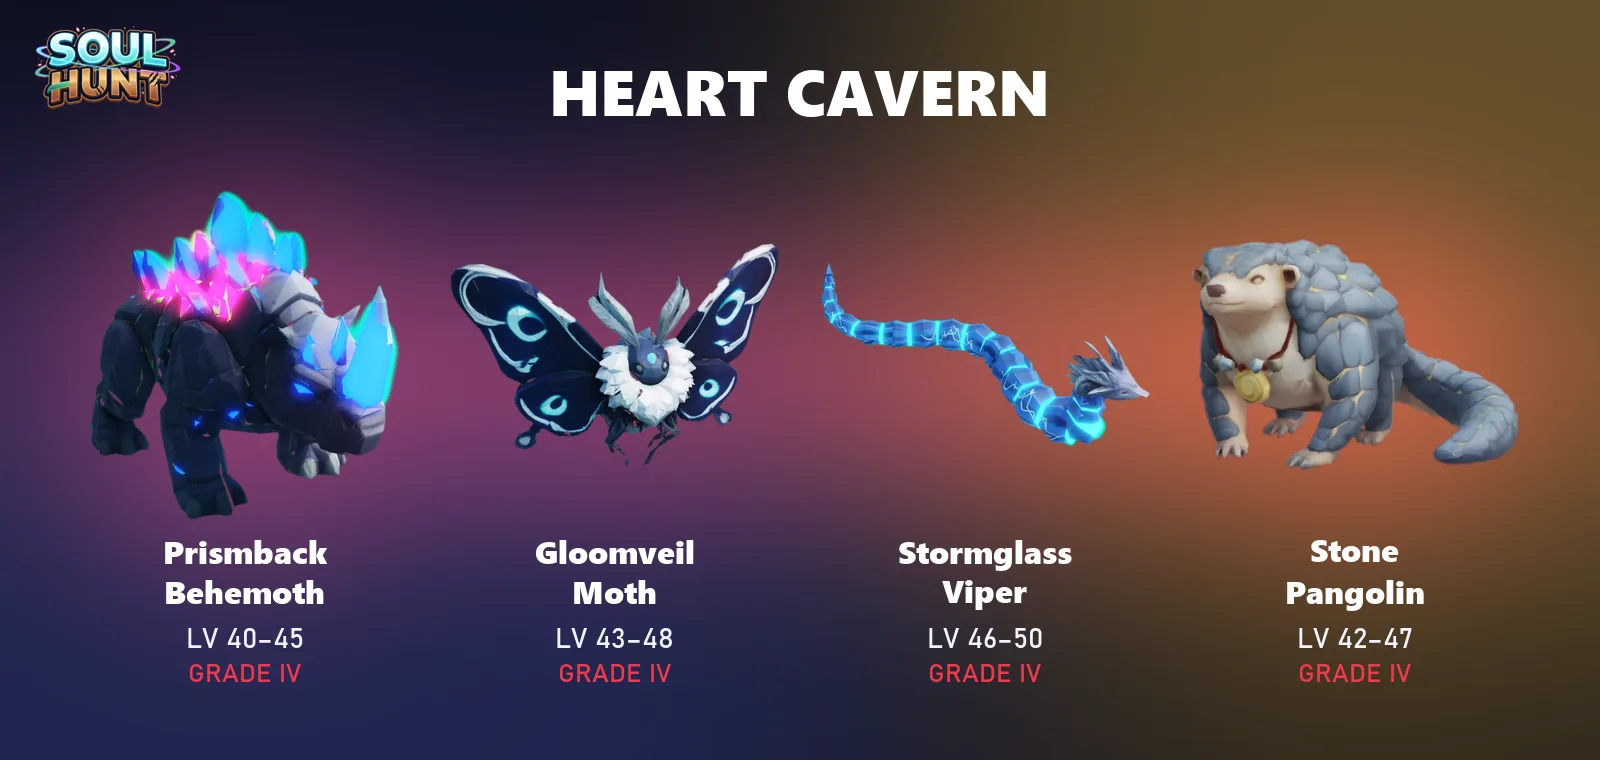 SOUL
HUNT
HEART CAVERN
Prismback
Behemoth
LV 40–45
GRADE IV
Gloomveil
Moth
LV 43–48
GRADE IV
Stormglass
Viper
LV 46–50
GRADE IV
Stone
Pangolin
LV 42–47
GRADE IV